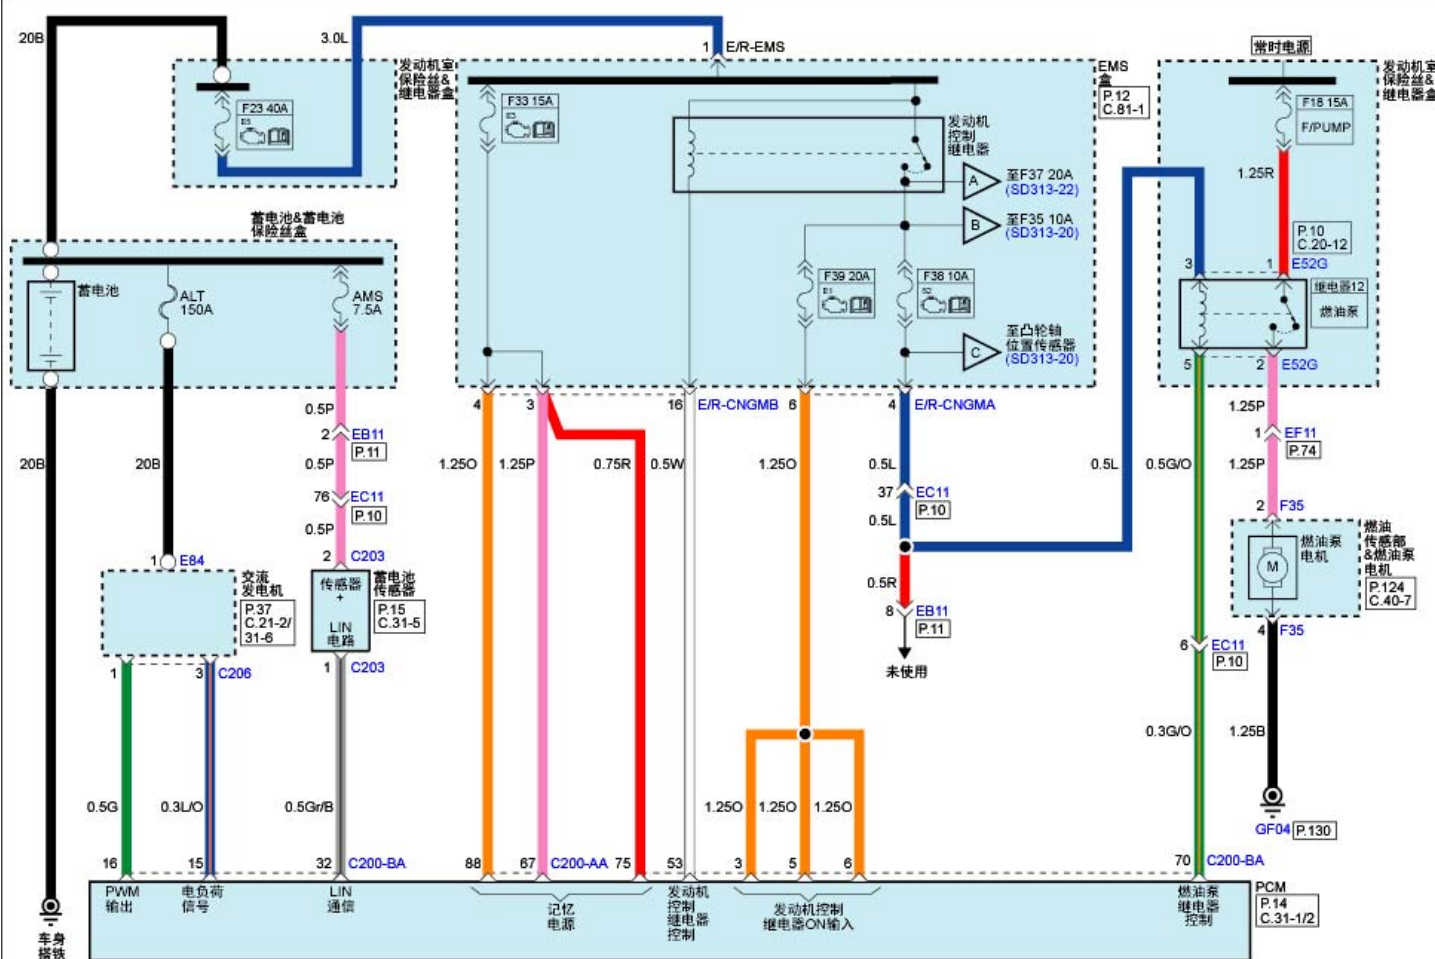 20B
3.0L
1
E/R-EMS
常时电源
发动机室
保险丝&
继电器盒
F23 40A
E3
F33 15A
E3
EMS
盒
P.12
C.81-1
发动机
控制
继电器
发动机室
保险丝&
继电器盒
F18 15A
F/PUMP
1.25R
A
至F37 20A
(SD313-22)
B
至F35 10A
(SD313-20)
P.10
C.20-12
3
1
E52G
蓄电池&蓄电池
保险丝盒
蓄电池
ALT
150A
AMS
7.5A
F39 20A
E1
F38 10A
S2
继电器12
燃油泵
C
至凸轮轴
位置传感器
(SD313-20)
5
2
E52G
0.5P
4
3
16
E/R-CNGMB
6
4
E/R-CNGMA
1.25P
2
EB11
P.11
1
EF11
P.74
20B
20B
0.5P
1.25O
1.25P
0.75R
0.5W
1.25O
0.5L
0.5L
0.5G/O
1.25P
76
EC11
P.10
37
EC11
P.10
2
F35
0.5P
0.5L
燃油
传感部
&燃油泵
电机
P.124
C.40-7
燃油泵
电机
M
1
E84
2
C203
交流
发电机
P.37
C.21-2/
31-6
传感器
+
LIN
电路
蓄电池
传感器
P.15
C.31-5
0.5R
8
EB11
P.11
未使用
4
F35
6
EC11
P.10
1
3
C206
1
C203
0.3G/O
1.25B
0.5G
0.3L/O
0.5Gr/B
1.25O
1.25O
1.25O
GF04
P.130
16
15
32
C200-BA
88
67
C200-AA
75
53
3
5
6
70
C200-BA
PWM
输出
电负荷
信号
LIN
通信
记忆
电源
发动机
控制
继电器
控制
发动机控制
继电器ON输入
燃油泵
继电器
控制
PCM
P.14
C.31-1/2
车身
搭铁